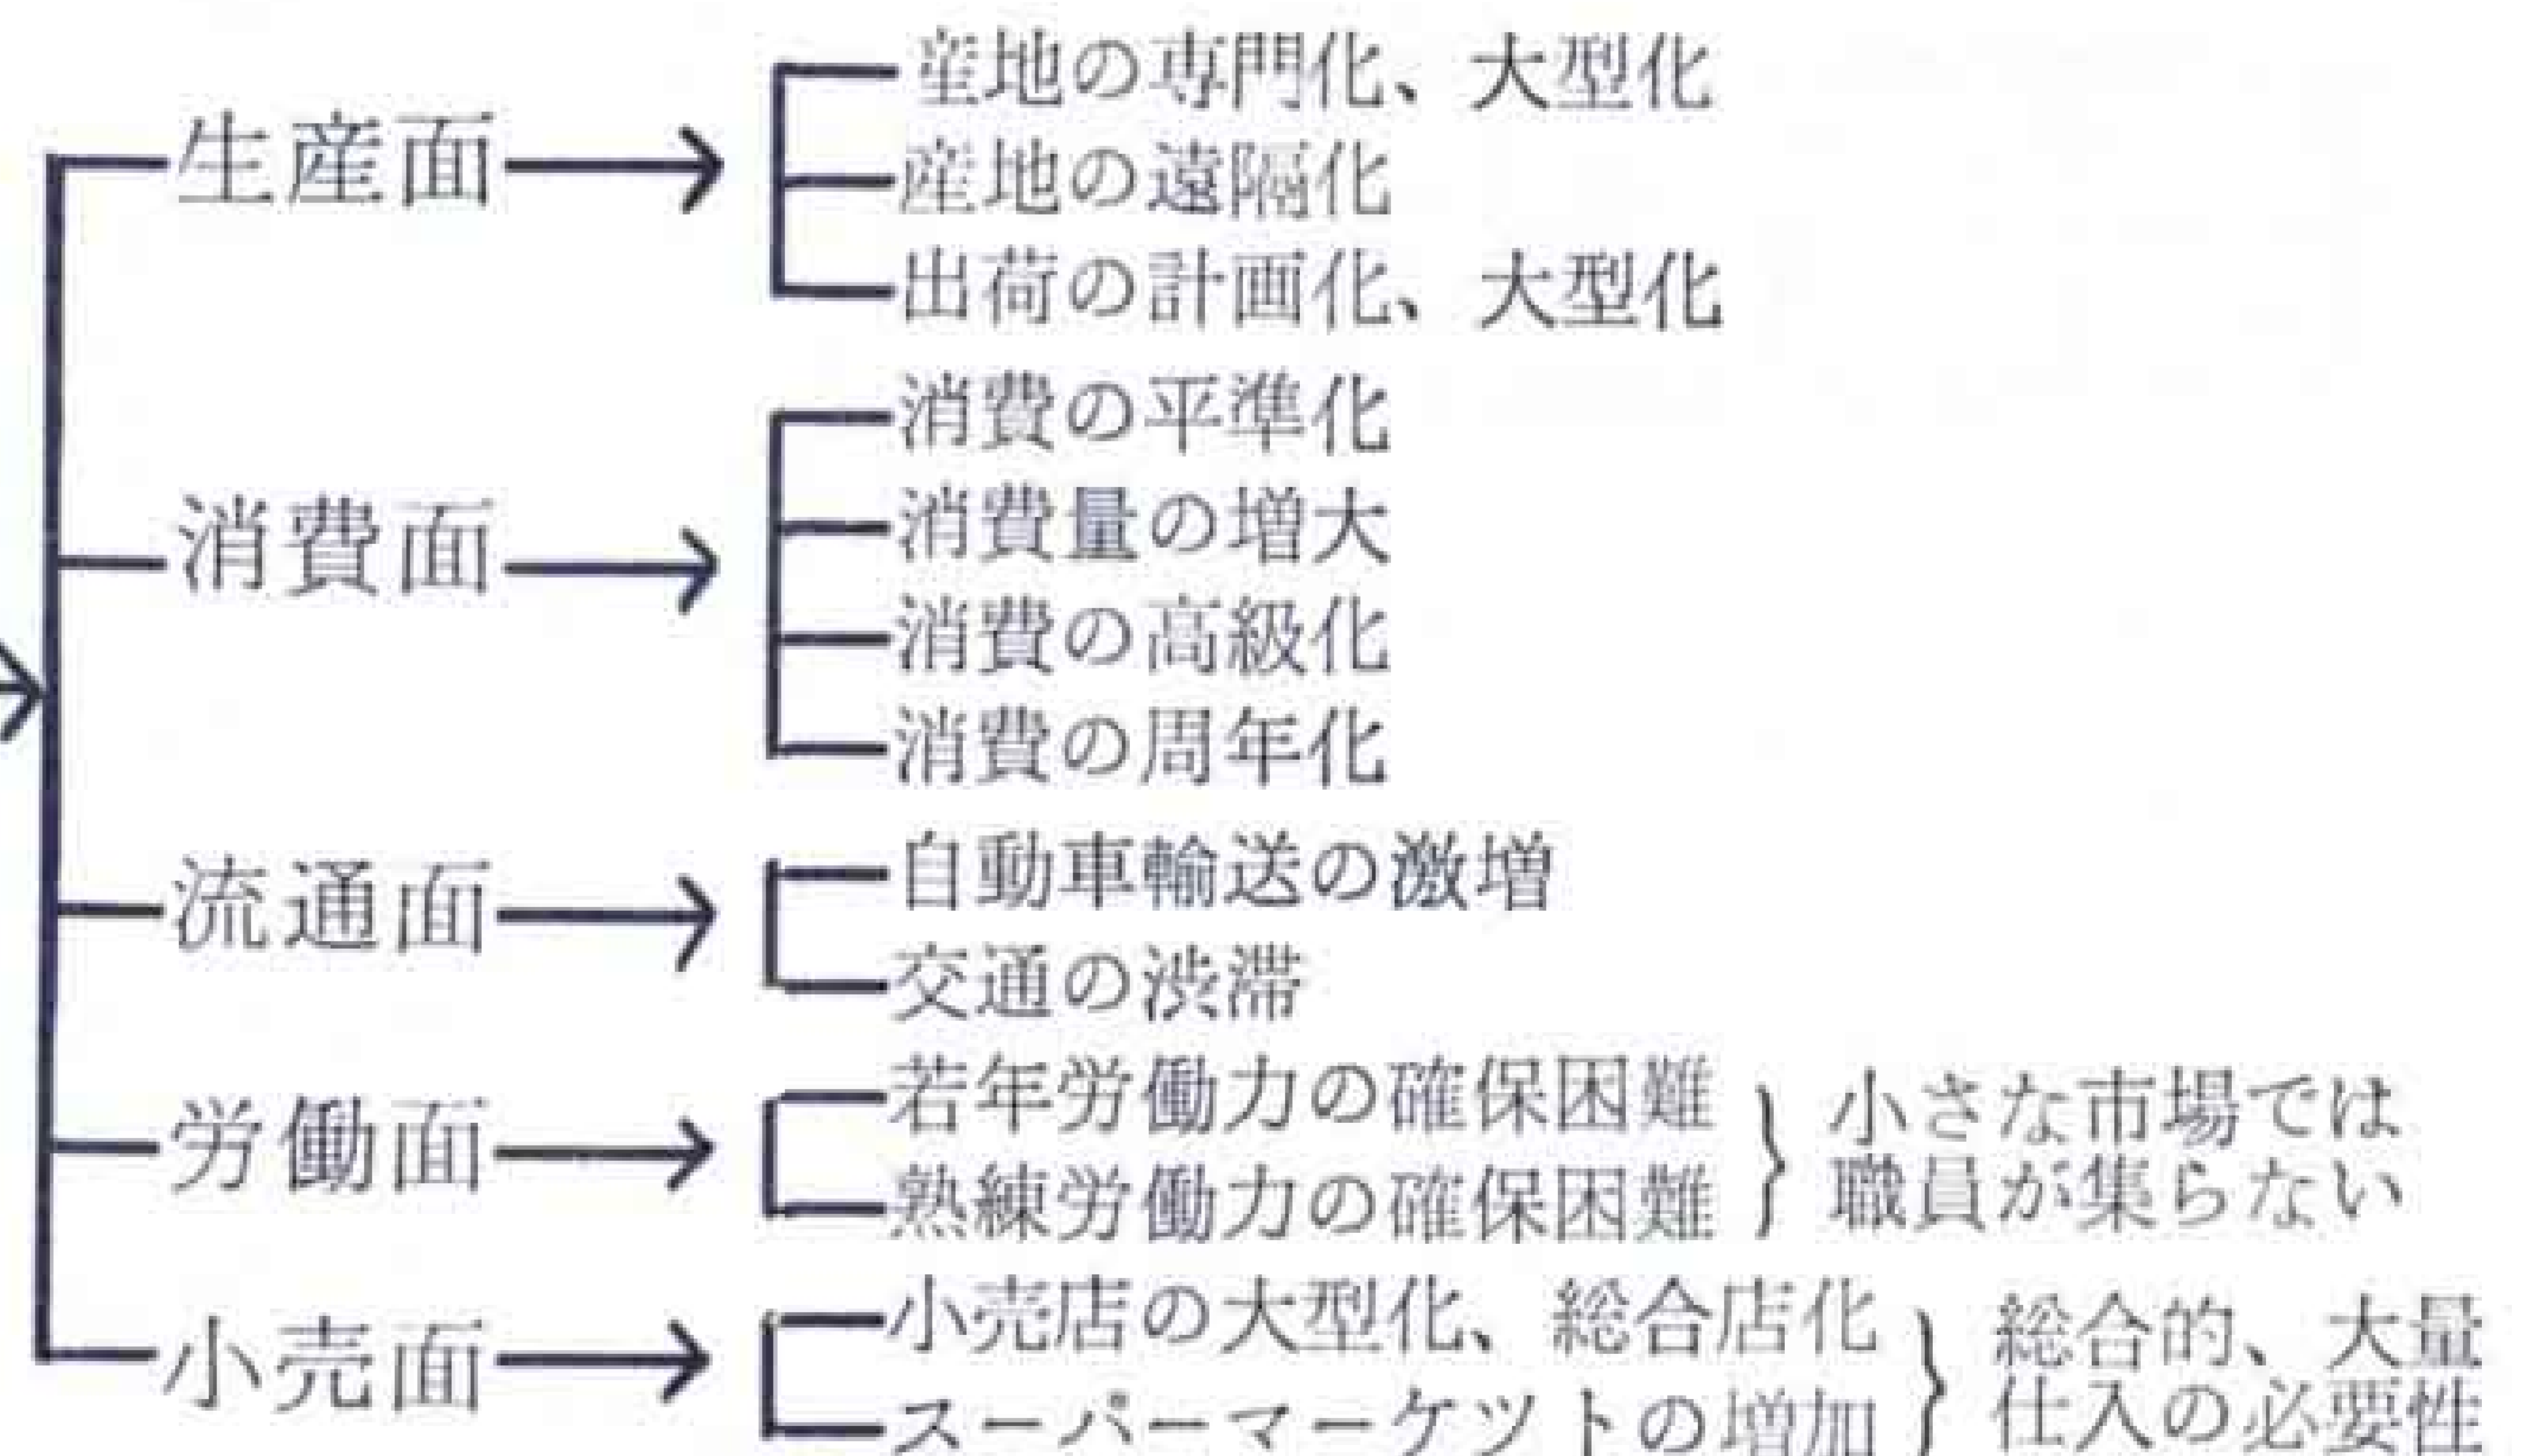 生産面
産地の専門化、大型化
産地の遠隔化
出荷の計画化、大型化
消費面
消費の平準化
消費量の増大
消費の高級化
消費の周年化
流通面
自動車輸送の激増
交通の渋滞
労働面
若年労働力の確保困難
熟練労働力の確保困難
小さな市場では
職員が集らない
小売面
小売店の大型化、総合店化
スーパーマーケツトの増加
総合的、大量
仕入の必要性